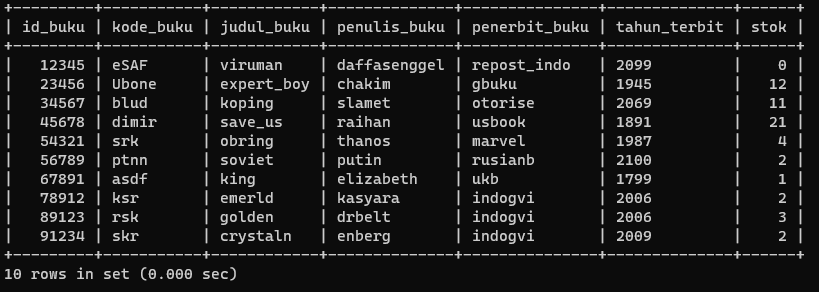 +----------+-----------+-------------+--------------+---------------+--------------+------+
| id_buku | kode_buku | judul_buku | penulis_buku | penerbit_buku | tahun_terbit | stok |
+----------+-----------+-------------+--------------+---------------+--------------+------+
| 12345 | eSAF | viruman | daffasenggel | repost_indo | 2099 | 0 |
| 23456 | Ubone | expert_boy | chakim | gbuku | 1945 | 12 |
| 34567 | blud | koping | slamet | otorise | 2069 | 11 |
| 45678 | dimir | save_us | raihan | usbook | 1891 | 21 |
| 54321 | srk | obring | thanos | marvel | 1987 | 4 |
| 56789 | ptnn | soviet | putin | rusianb | 2100 | 2 |
| 67891 | asdf | king | elizabeth | ukb | 1799 | 1 |
| 78912 | ksr | emerld | kasyara | indogvi | 2006 | 2 |
| 89123 | rsk | golden | drbelt | indogvi | 2006 | 3 |
| 91234 | skr | crystaln | enberg | indogvi | 2009 | 2 |
+----------+-----------+-------------+--------------+---------------+--------------+------+
10 rows in set (0.000 sec)